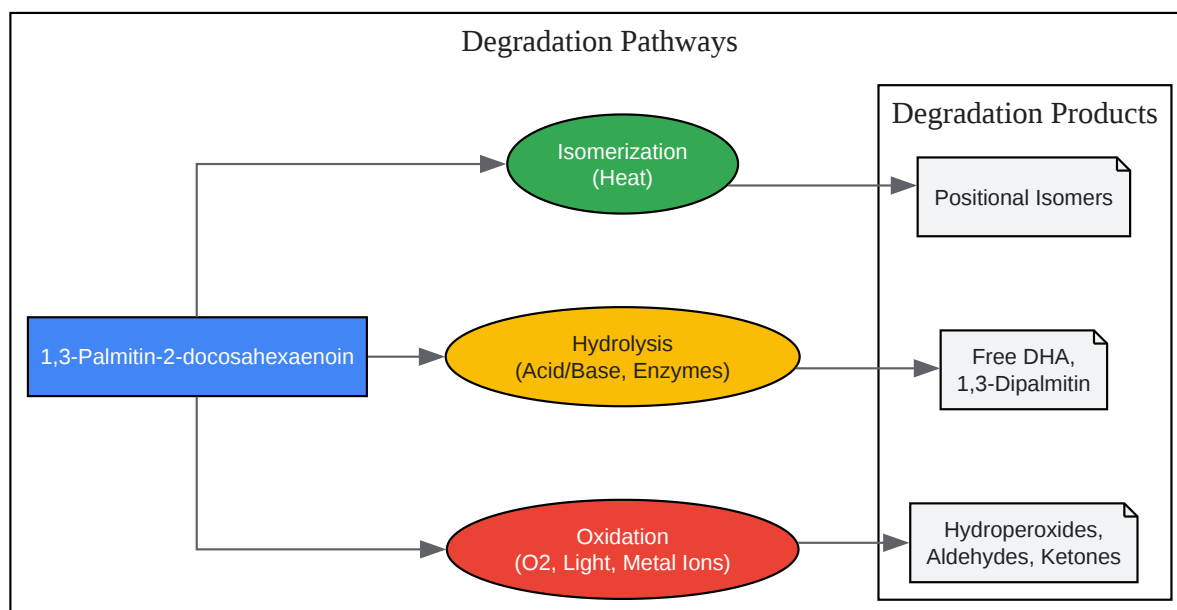 Degradation Pathways
Degradation Products
Isomerization
(Heat)
Positional Isomers
1,3-Palmitin-2-docosahexaenoin
Hydrolysis
(Acid/Base, Enzymes)
Free DHA,
1,3-Dipalmitin
Oxidation
(O2, Light, Metal Ions)
Hydroperoxides,
Aldehydes, Ketones